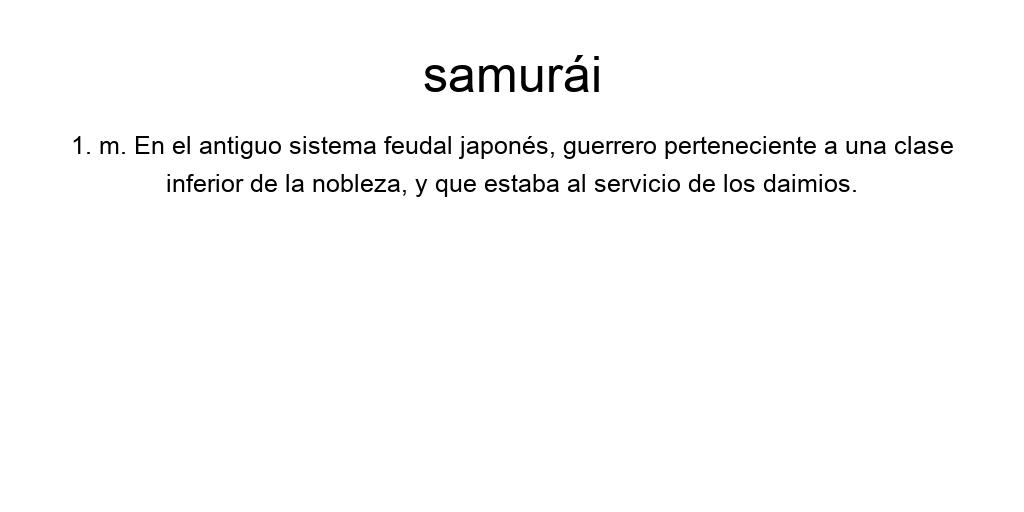 samurái
1. m. En el antiguo sistema feudal japonés, guerrero perteneciente a una clase
inferior de la nobleza, y que estaba al servicio de los daimios.